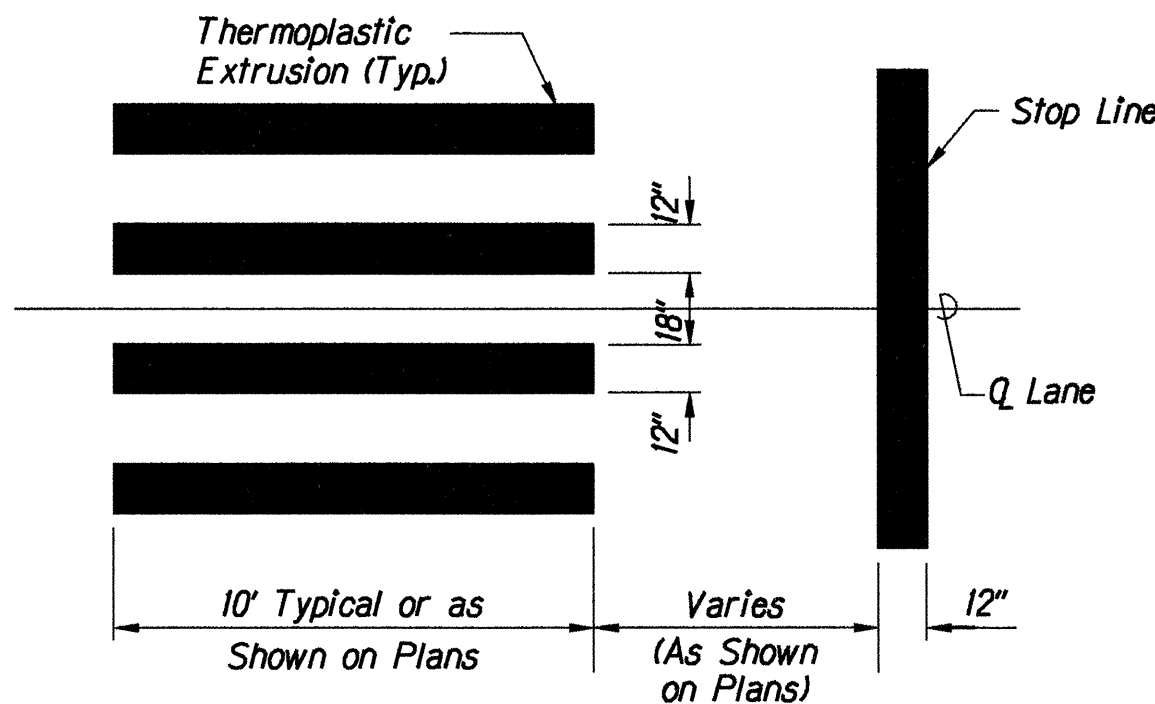 Thermoplastic
Extrusion (Typ.)
Stop Line
12"
18"
12"
℄ Lane
10' Typical or as
Shown on Plans
Varies
(As Shown
on Plans)
12"